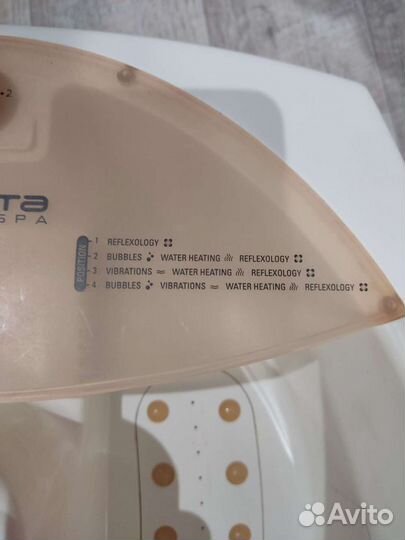 •2
TA
SPA
POSITION
1 REFLEXOLOGY
2 BUBBLES WATER HEATING REFLEXOLOGY
3 VIBRATIONS WATER HEATING REFLEXOLOGY
4 BUBBLES VIBRATIONS WATER HEATING REFLEXOLOGY
Avito